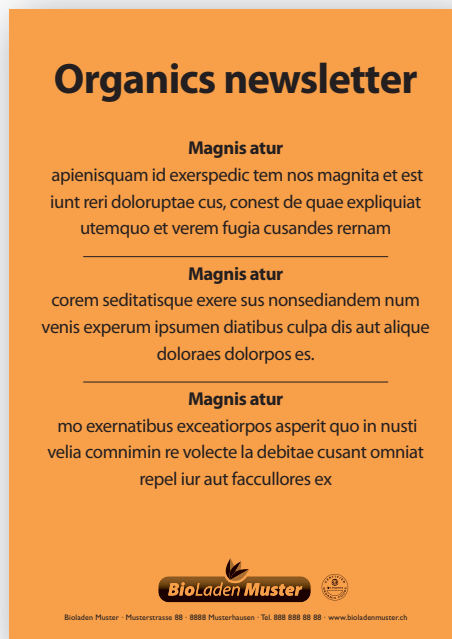 Organics newsletter
Magnis atur
apienisquam id exerspedic tem nos magnita et est
iunt reri doloruptae cus, conest de quae expliquiat
utemquo et verem fugia cusandes rernam
Magnis atur
corem seditatisque exere sus nonsediandem num
venis experum ipsumen diatibus culpa dis aut alique
doloraes dolorpos es.
Magnis atur
mo exernatibus exceatiorpos asperit quo in nusti
velia comnimin re volecte la debitae cusant omniat
repel iur aut faccullores ex
BioLaden Muster
Bioladen Muster · Musterstrasse 88 · 8888 Musterhausen · Tel. 888 888 88 88 · www.bioladenmuster.ch